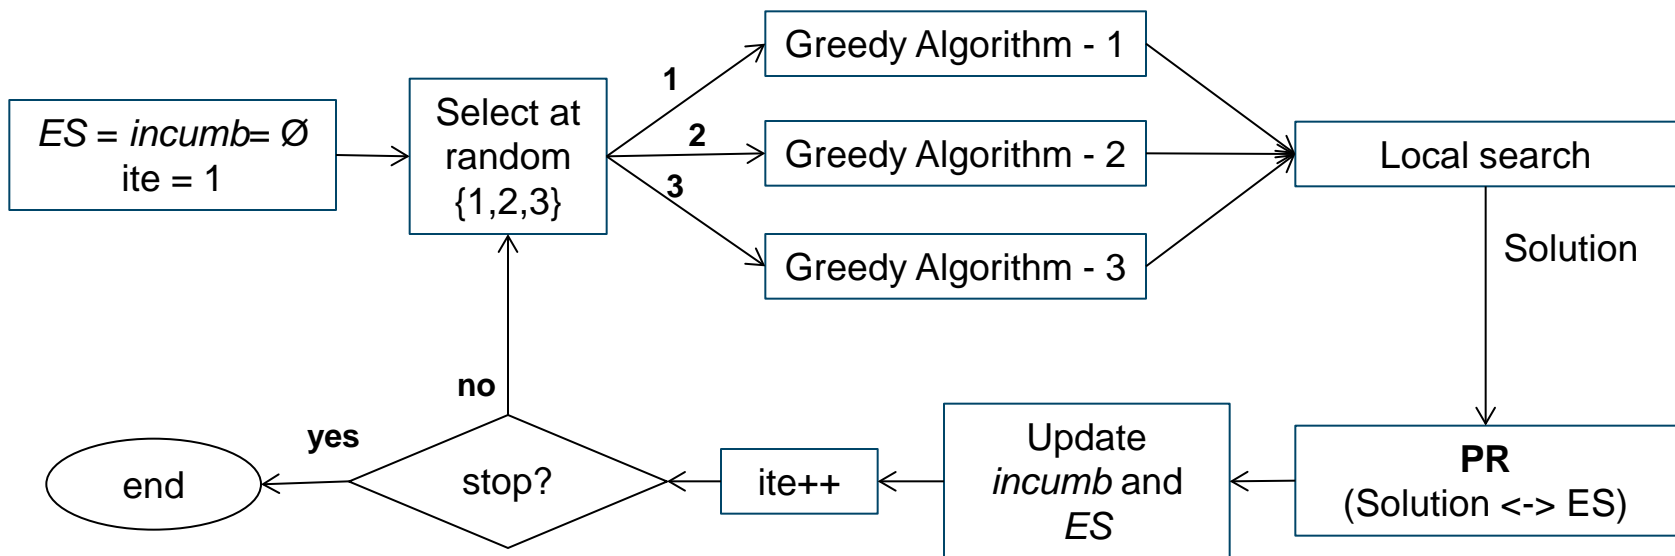 ES = incumb= Ø
ite = 1
Select at
random
{1,2,3}
1
2
3
Greedy Algorithm - 1
Greedy Algorithm - 2
Greedy Algorithm - 3
Local search
Solution
PR
(Solution <-> ES)
Update
incumb and
ES
ite++
stop?
no
yes
end